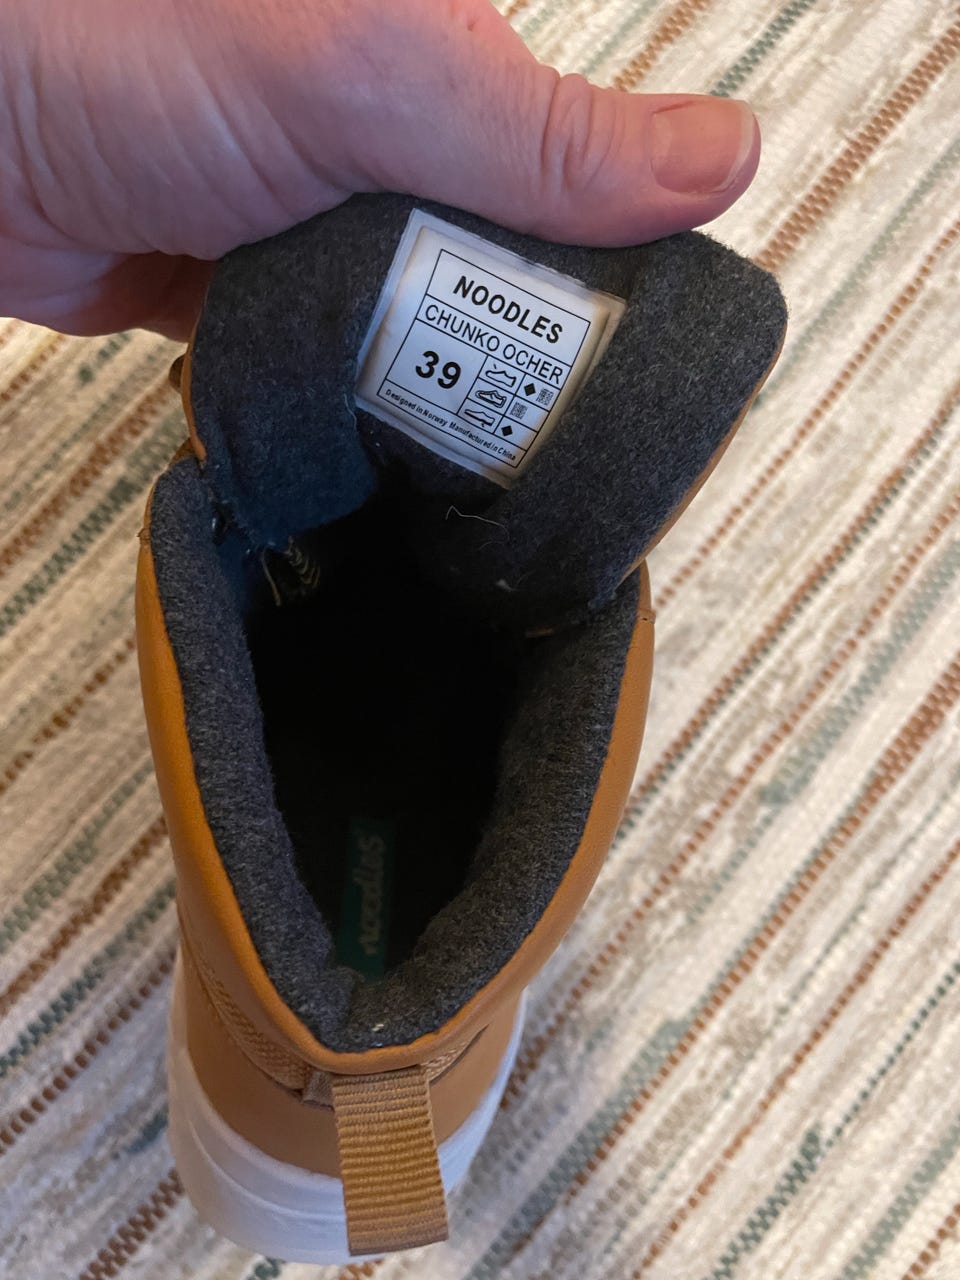 NOODLES
CHUNKO OCHER
39
Designed in Norway Manufactured in China
noodles